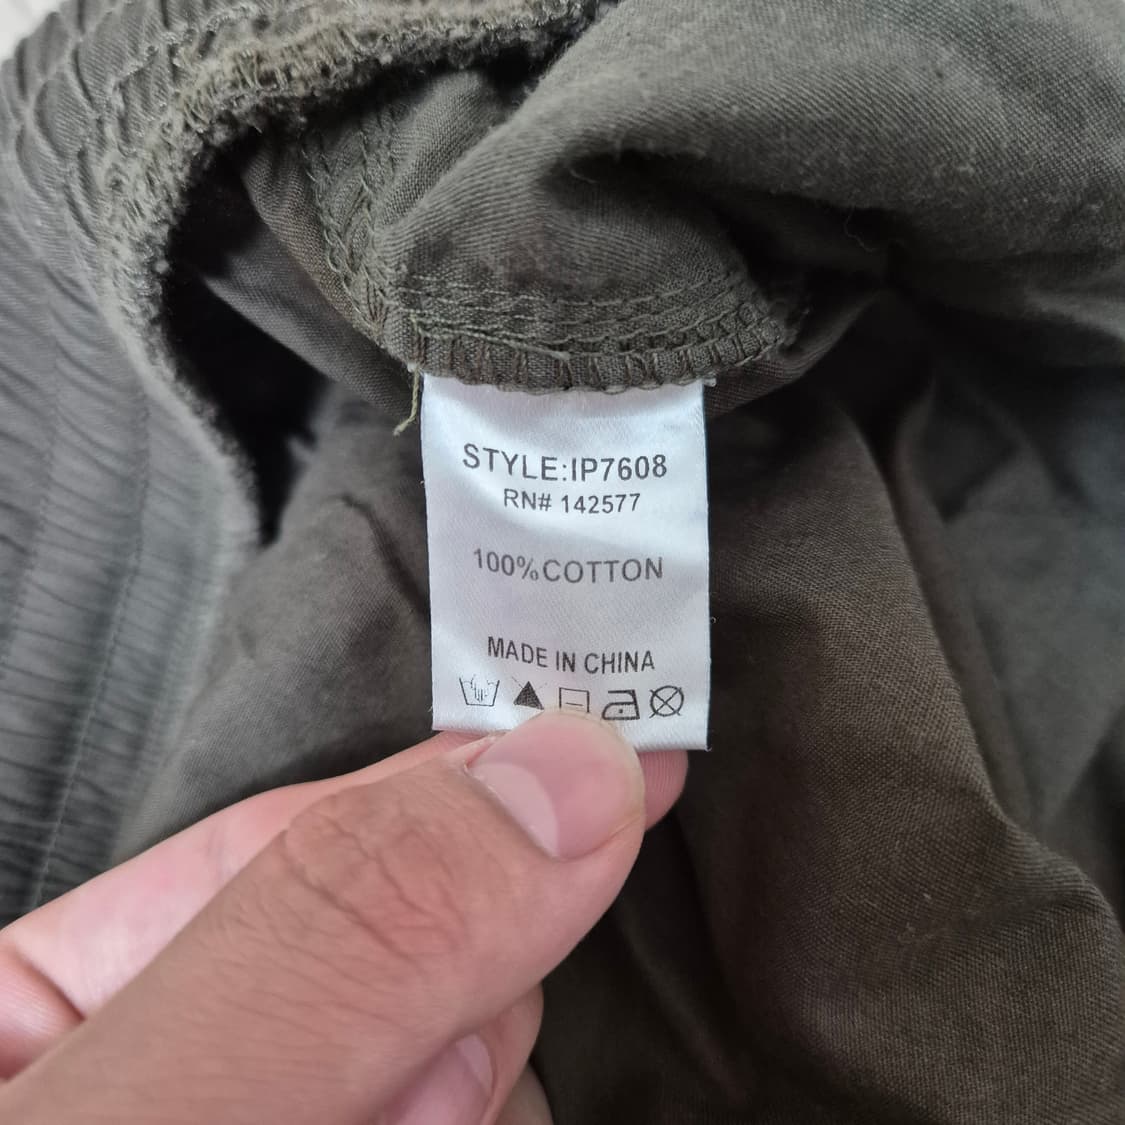 STYLE:IP7608
RN# 142577
100%COTTON
MADE IN CHINA